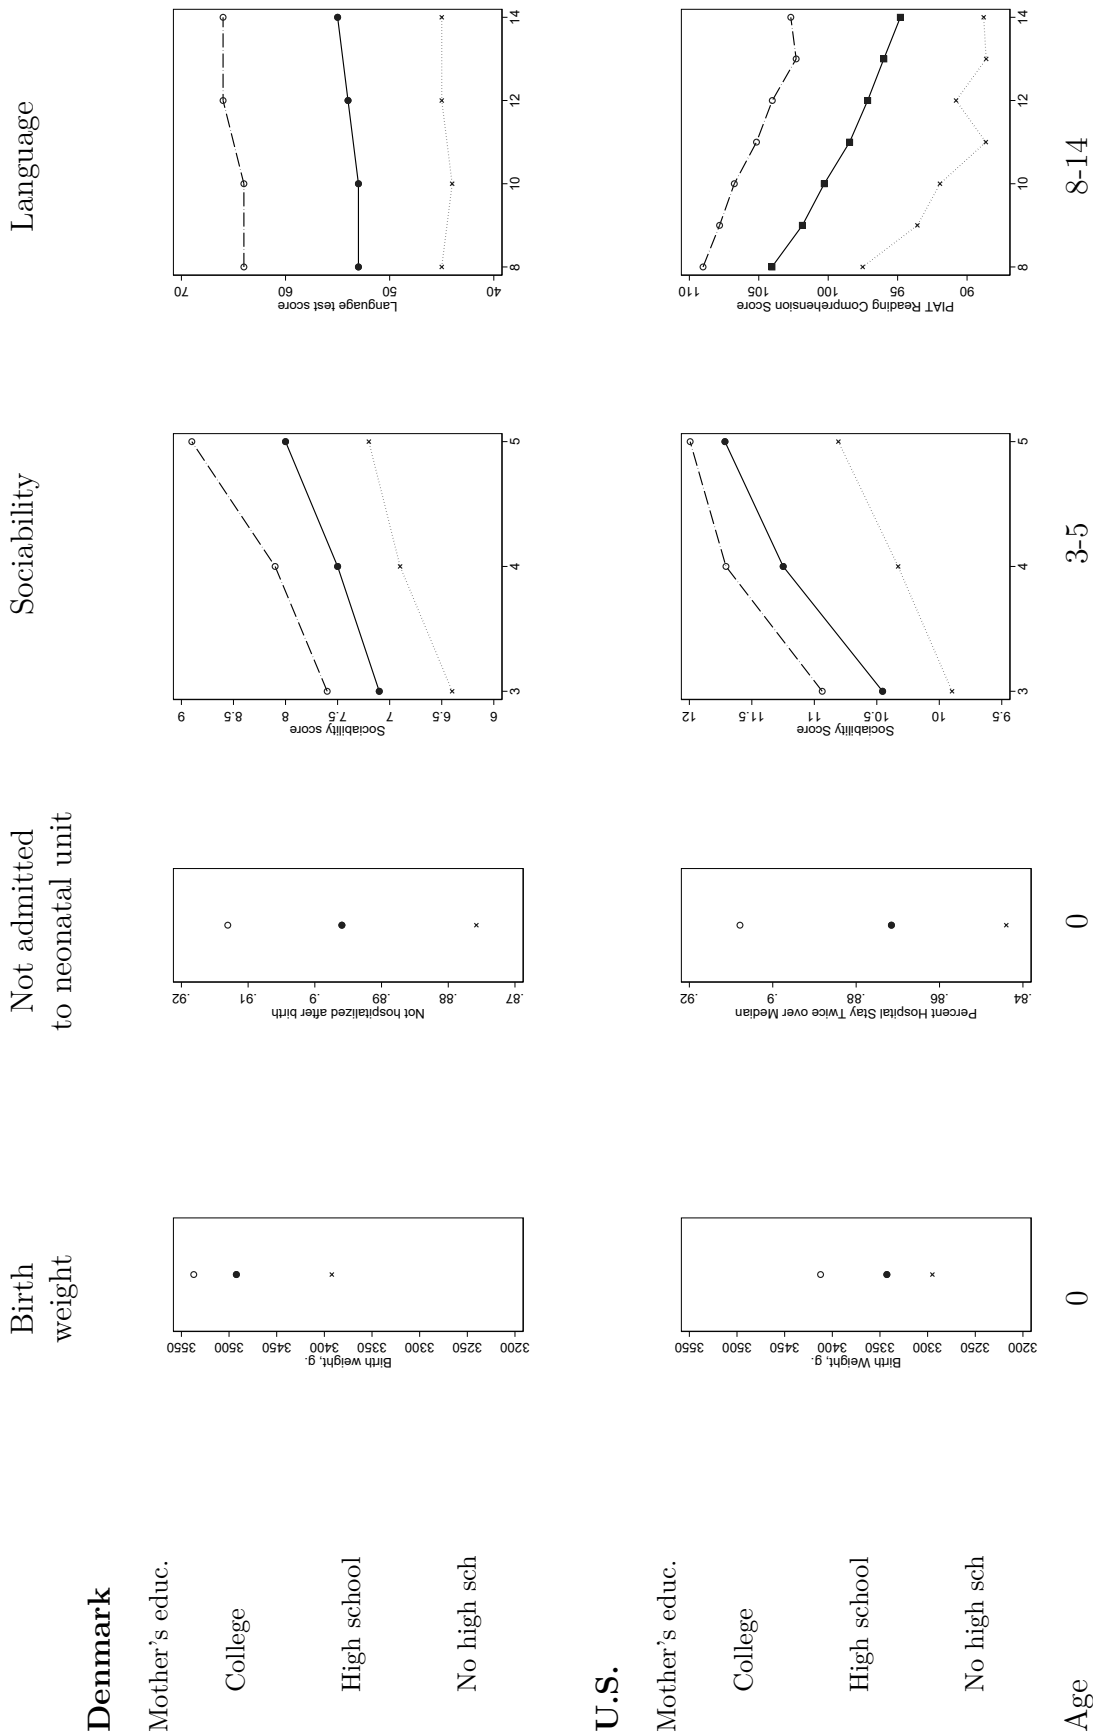 Birth
weight
Not admitted
to neonatal unit
Sociability
Language
Denmark
Mother's educ.
College
High school
No high sch
3200 3250 3300 3350 3400 3450 3500 3550
Birth weight, g.
.87 .88 .89 .9 .91 .92
Not hospitalized after birth
6 6.5 7 7.5 8 8.5 9
Sociability score
3 4 5
40 50 60 70
Language test score
8 10 12 14
U.S.
Mother's educ.
College
High school
No high sch
3200 3250 3300 3350 3400 3450 3500 3550
Birth Weight, g.
.84 .86 .88 .9 .92
Percent Hospital Stay Twice over Median
9.5 10 10.5 11 11.5 12
Sociability Score
3 4 5
90 95 100 105 110
PIAT Reading Comprehension Score
8 10 12 14
Age
0
0
3-5
8-14